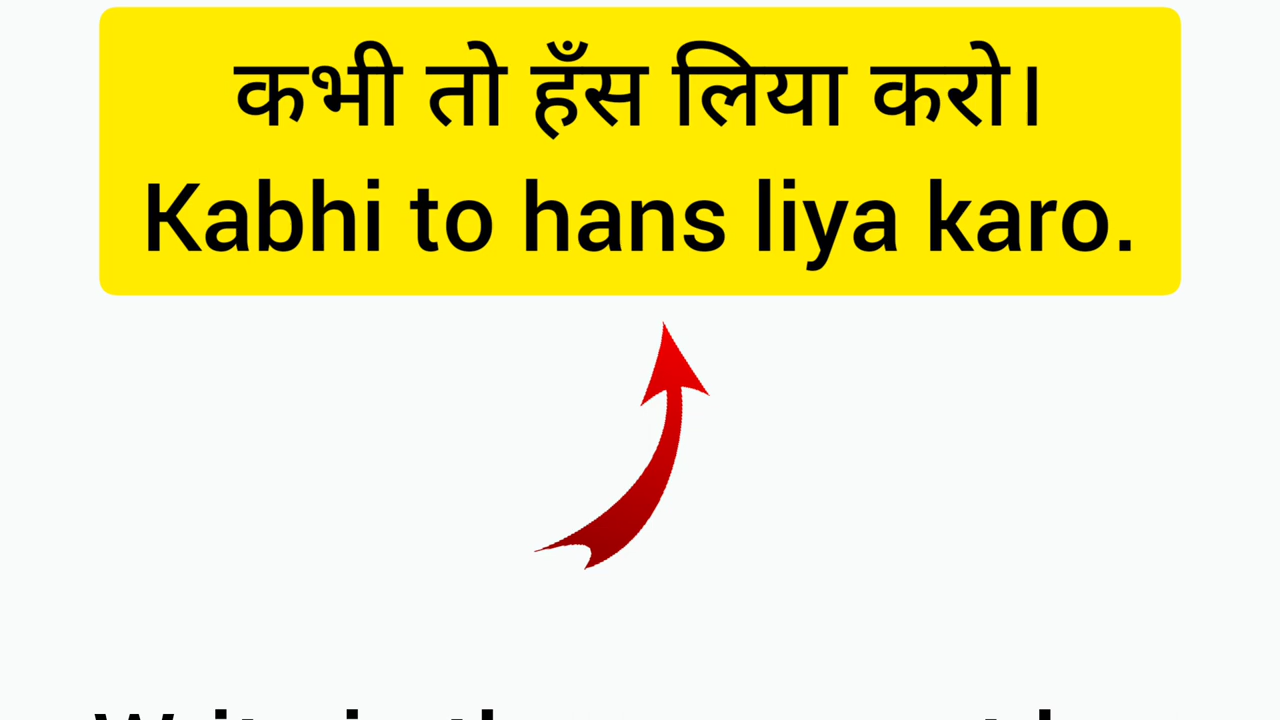 कभी तो हँस लिया करो।
Kabhi to hans liya karo.